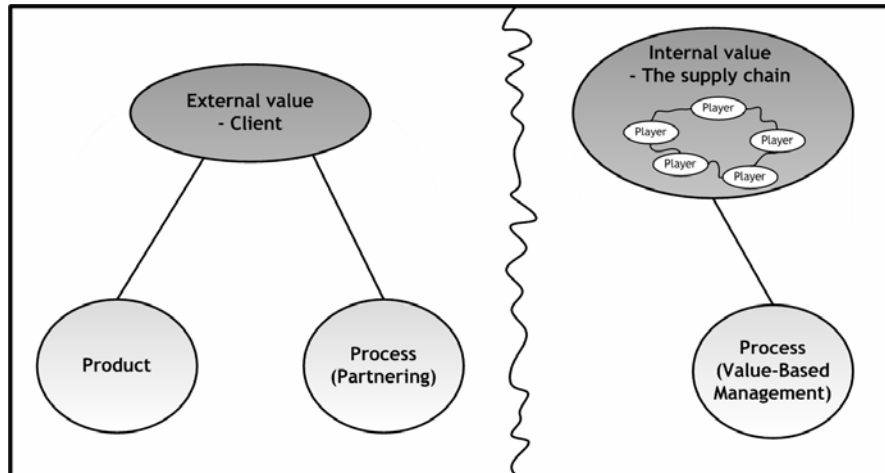 External value
- Client
Product
Process
(Partnering)
Internal value
- The supply chain
Player
Player
Player
Player
Player
Process
(Value-Based
Management)